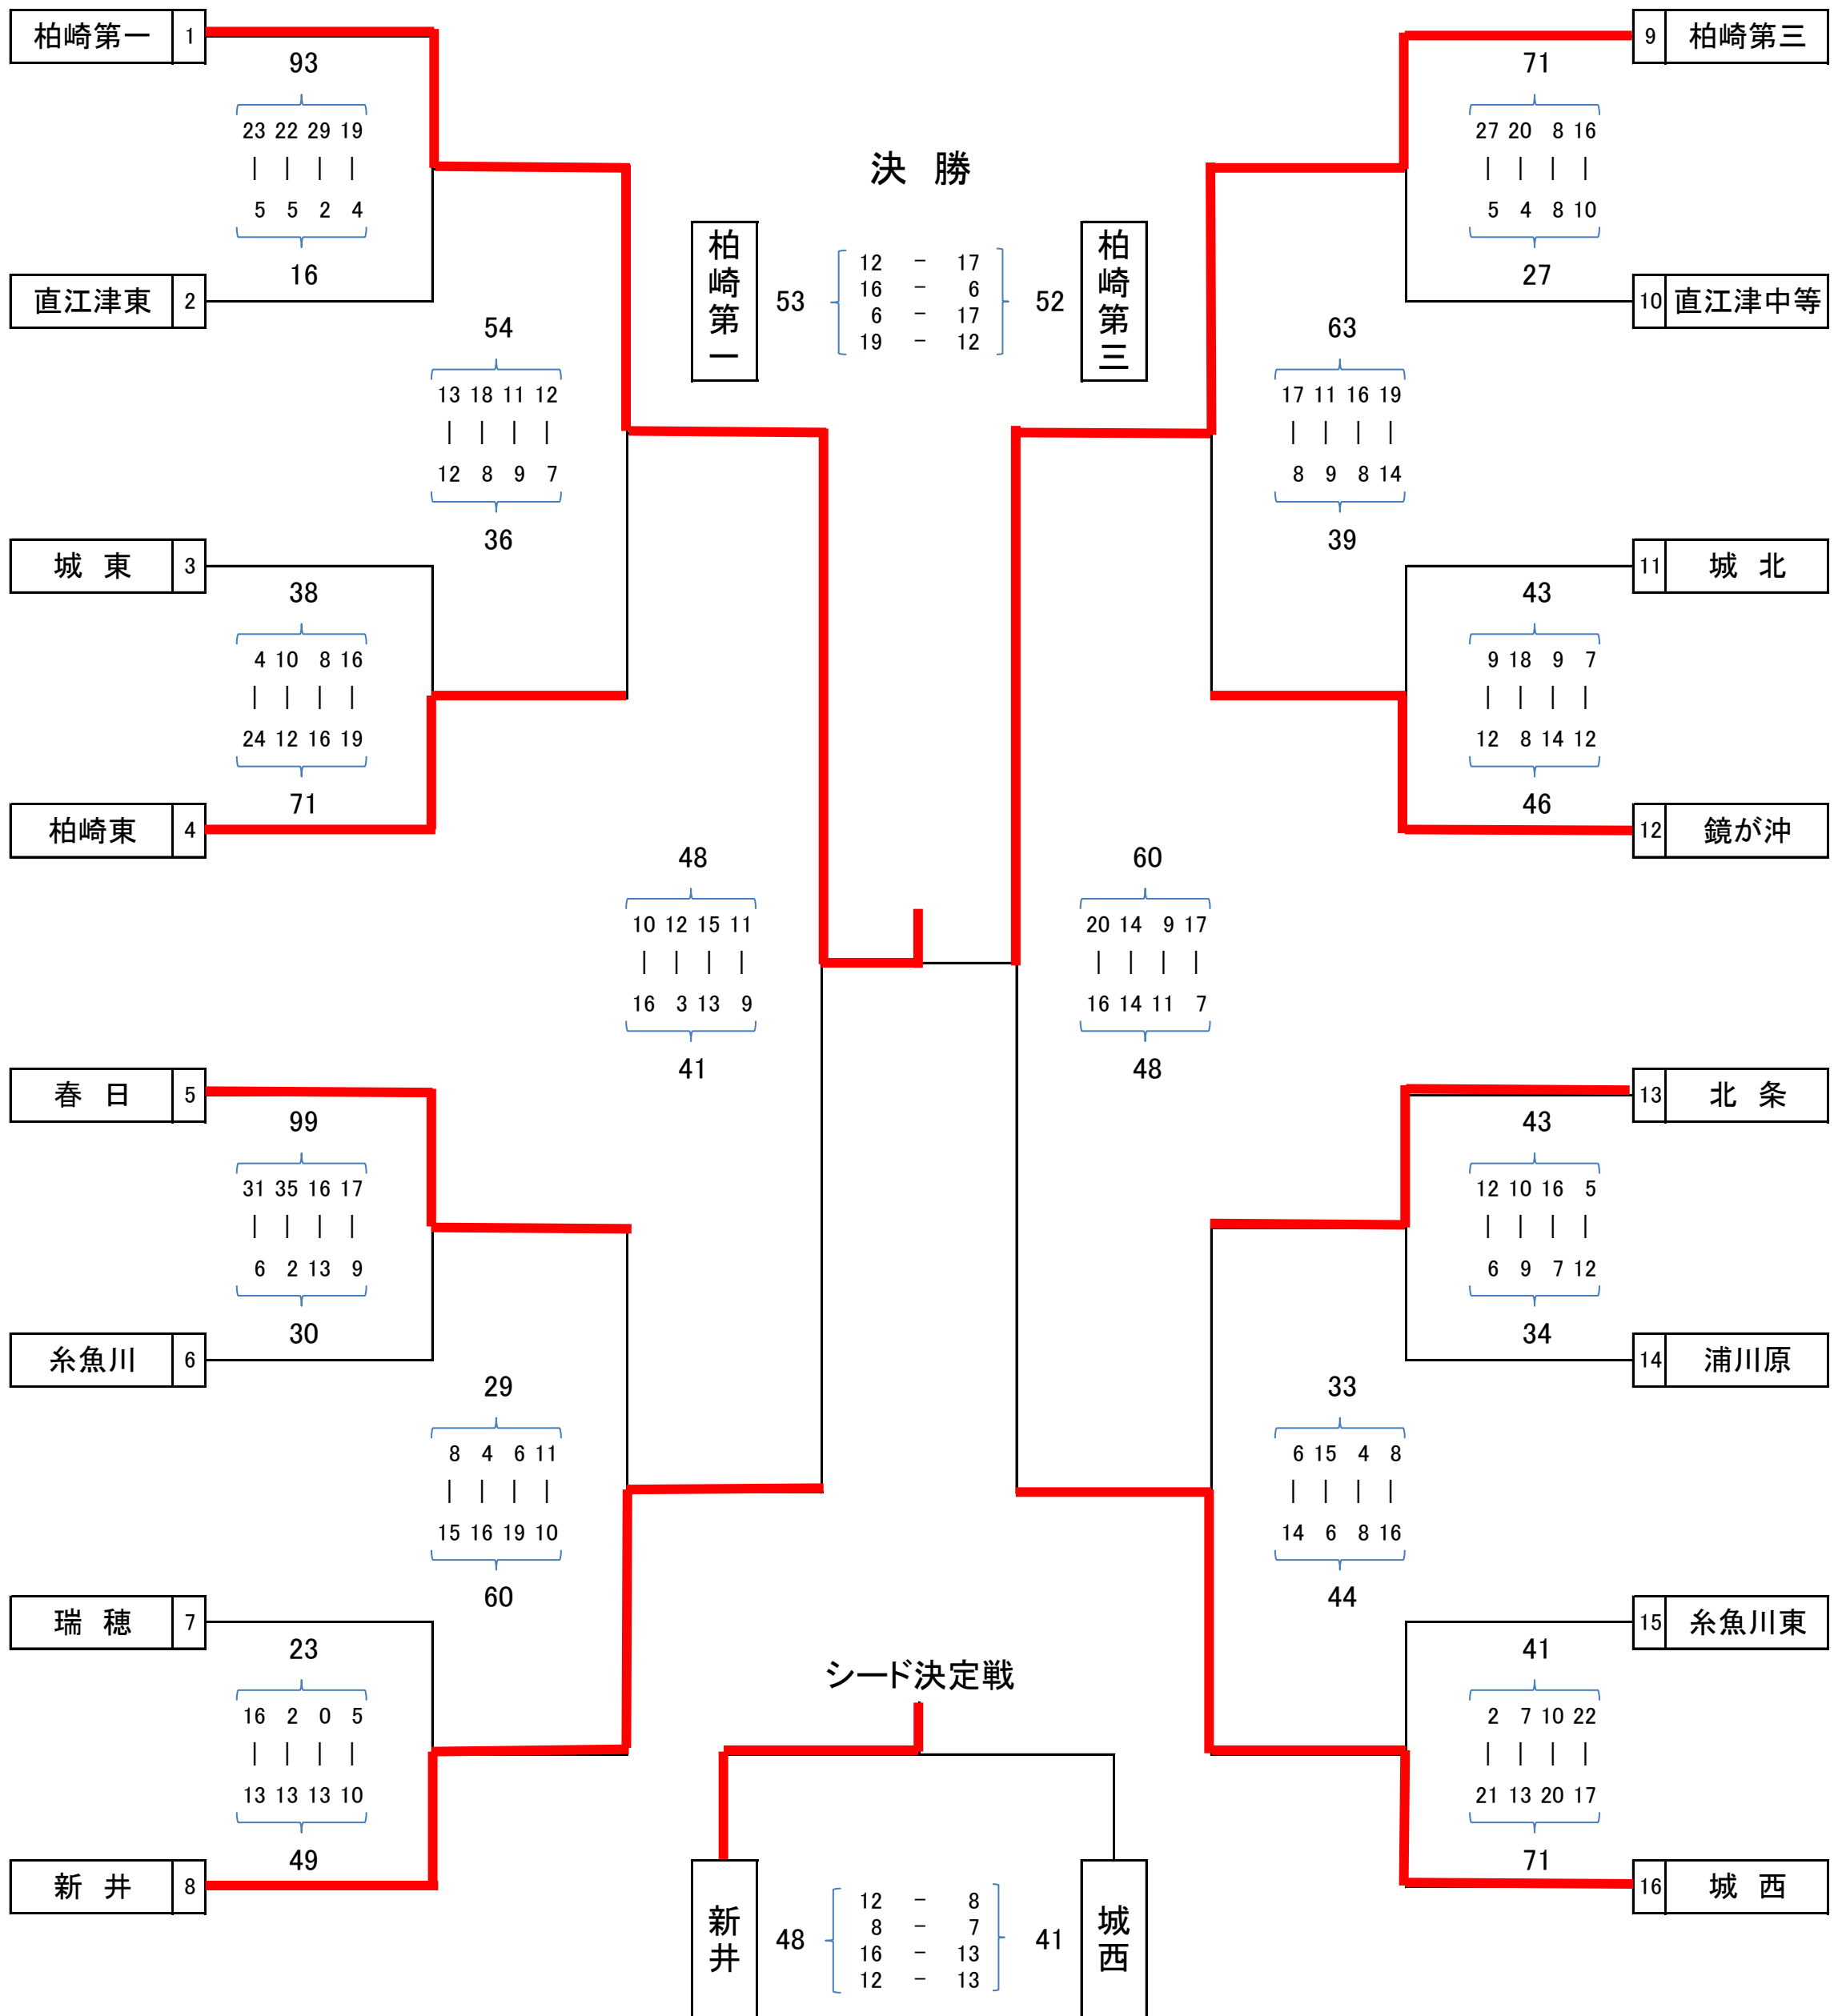 柏崎第一 1
93
23 22 29 19
| | | |
5 5 2 4
16
直江津東 2
54
13 18 11 12
| | | |
12 8 9 7
36
城 東 3
38
4 10 8 16
| | | |
24 12 16 19
71
柏崎東 4
48
10 12 15 11
| | | |
16 3 13 9
41
春 日 5
99
31 35 16 17
| | | |
6 2 13 9
30
糸魚川 6
29
8 4 6 11
| | | |
15 16 19 10
60
瑞 穂 7
23
16 2 0 5
| | | |
13 13 13 10
49
新 井 8
決 勝
柏崎第一
53
12 - 17
16 - 6
6 - 17
19 - 12
52
柏崎第三
シード決定戦
新井
48
12 - 8
8 - 7
16 - 13
12 - 13
41
城西
9 柏崎第三
71
27 20 8 16
| | | |
5 4 8 10
27
10 直江津中等
63
17 11 16 19
| | | |
8 9 8 14
39
11 城 北
43
9 18 9 7
| | | |
12 8 14 12
46
12 鏡が沖
60
20 14 9 17
| | | |
16 14 11 7
48
13 北 条
43
12 10 16 5
| | | |
6 9 7 12
34
14 浦川原
33
6 15 4 8
| | | |
14 6 8 16
44
15 糸魚川東
41
2 7 10 22
| | | |
21 13 20 17
71
16 城 西